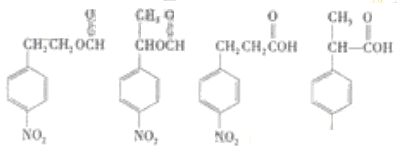 O CH₃ O O CH₃ O
CH₂CH₂OCH CHOCH CH₂CH₂COH CH—COH
NO₂ NO₂ NO₂